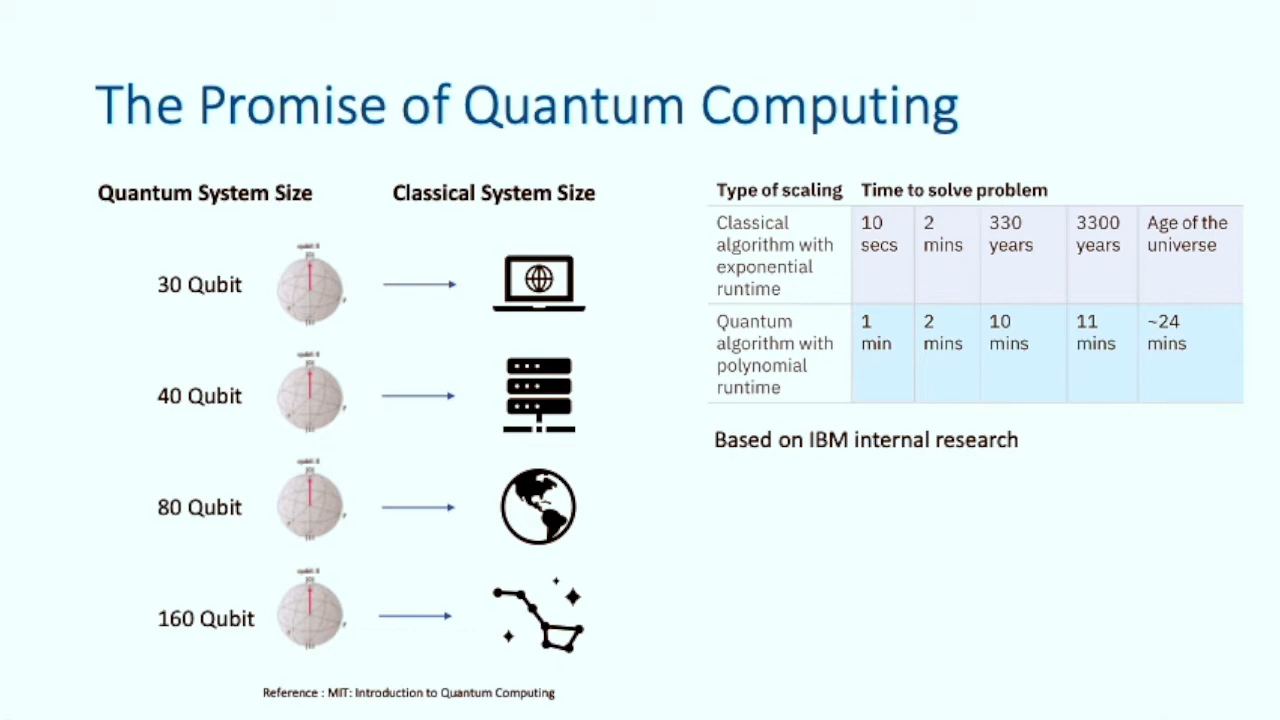 The Promise of Quantum Computing
Quantum System Size
Classical System Size
30 Qubit
40 Qubit
80 Qubit
160 Qubit
Reference : MIT: Introduction to Quantum Computing
Type of scaling
Time to solve problem
Classical
algorithm with
exponential
runtime
10
secs
2
mins
330
years
3300
years
Age of the
universe
Quantum
algorithm with
polynomial
runtime
1
min
2
mins
10
mins
11
mins
~24
mins
Based on IBM internal research